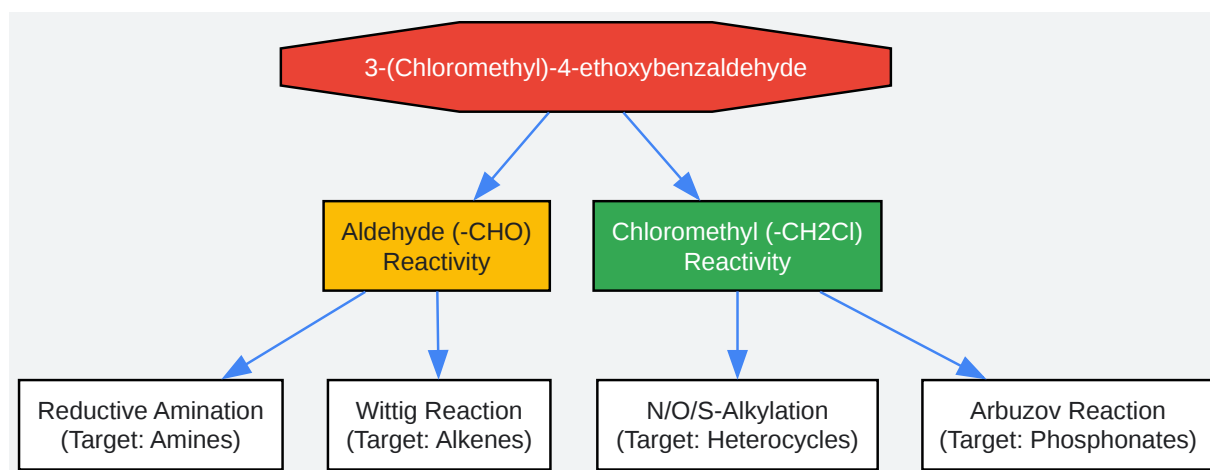 3-(Chloromethyl)-4-ethoxybenzaldehyde
Aldehyde (-CHO)
Reactivity
Chloromethyl (-CH2Cl)
Reactivity
Reductive Amination
(Target: Amines)
Wittig Reaction
(Target: Alkenes)
N/O/S-Alkylation
(Target: Heterocycles)
Arbuzov Reaction
(Target: Phosphonates)